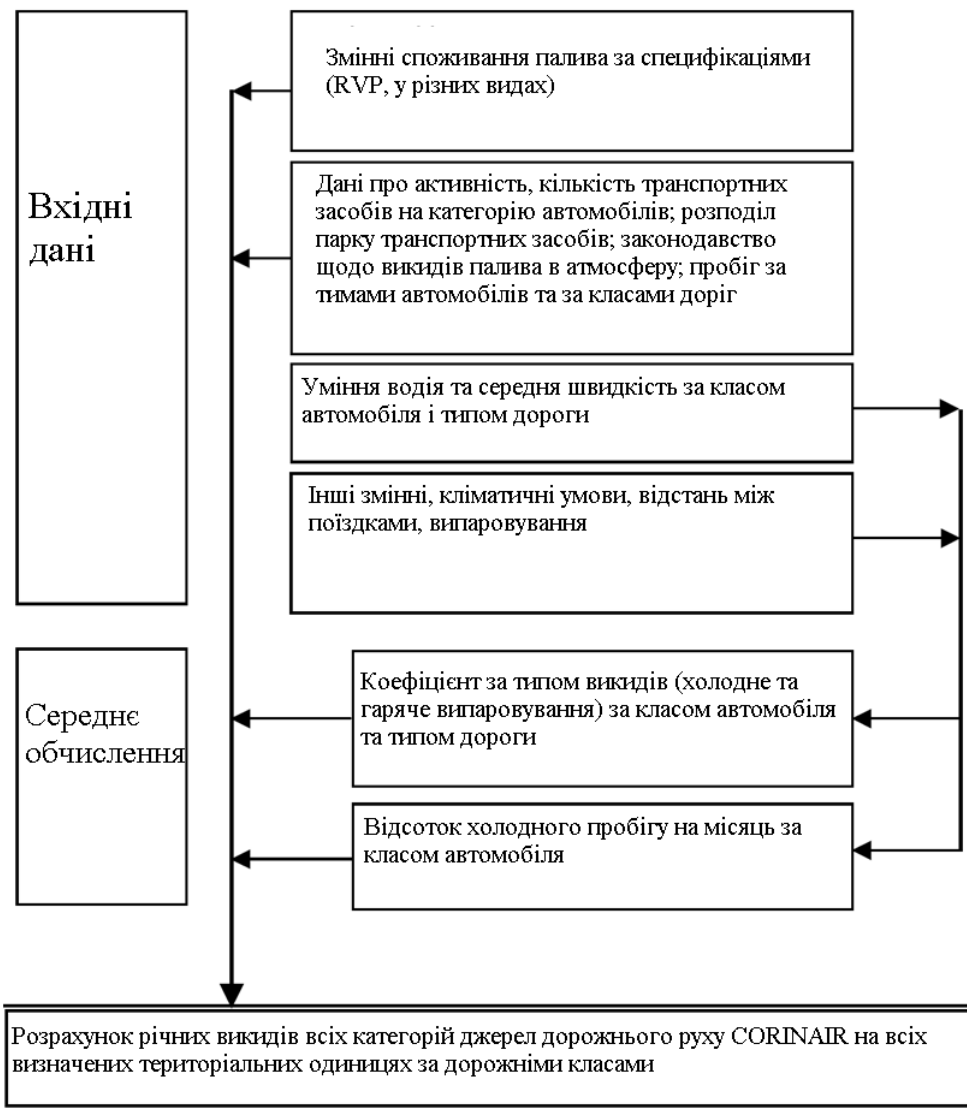 Змінні споживання палива за специфікаціями
(RVP, у різних видах)
Вхідні
дані
Дані про активність, кількість транспортних
засобів на категорію автомобілів; розподіл
парку транспортних засобів; законодавство
щодо викидів палива в атмосферу; пробіг за
тимами автомобілів та за класами доріг
Уміння водія та середня швидкість за класом
автомобіля і типом дороги
Інші змінні, кліматичні умови, відстань між
поїздками, випаровування
Середнє
обчислення
Коефіцієнт за типом викидів (холодне та
гаряче випаровування) за класом автомобіля
та типом дороги
Відсоток холодного пробігу на місяць за
класом автомобіля
Розрахунок річних викидів всіх категорій джерел дорожнього руху CORINAIR на всіх
визначених територіальних одиницях за дорожніми класами